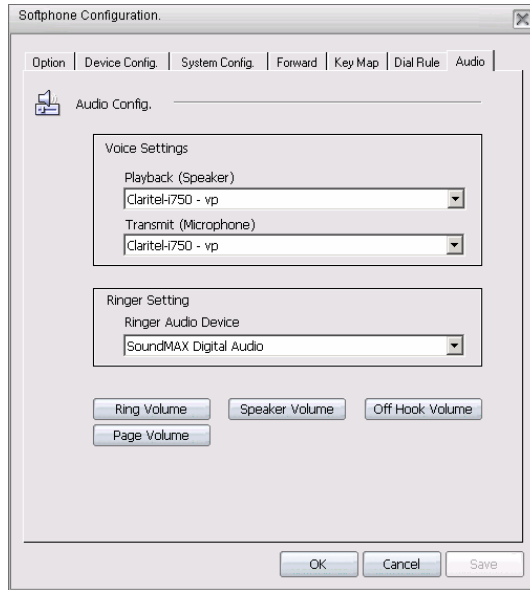 Softphone Configuration.
Option Device Config. System Config. Forward Key Map Dial Rule Audio
Audio Config.
Voice Settings
Playback (Speaker)
Claritel-i750 - vp
Transmit (Microphone)
Claritel-i750 - vp
Ringer Setting
Ringer Audio Device
SoundMAX Digital Audio
Ring Volume Speaker Volume Off Hook Volume
Page Volume
OK Cancel Save